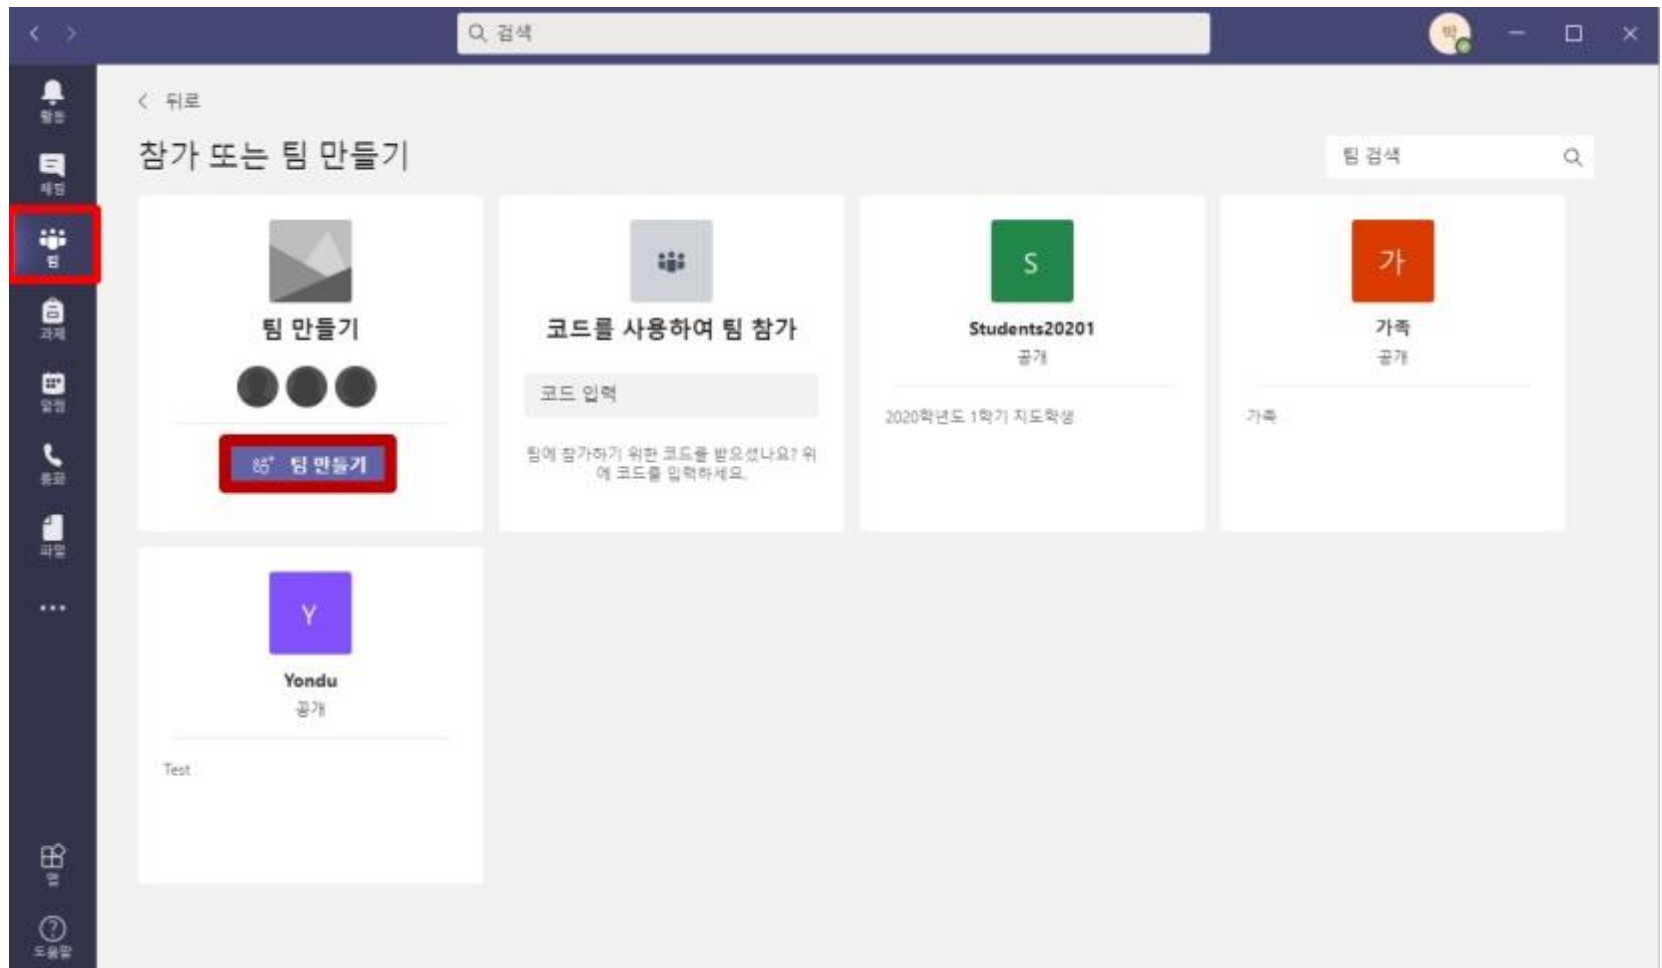 검색
박
활동
채팅
팀
과제
일정
통화
파일
앱
도움말
뒤로
참가 또는 팀 만들기
팀 검색
팀 만들기
팀 만들기
코드를 사용하여 팀 참가
코드 입력
팀에 참가하기 위한 코드를 받으셨나요? 위
에 코드를 입력하세요.
S
Students20201
공개
2020학년도 1학기 지도학생
가
가족
공개
가족
Y
Yondu
공개
Test